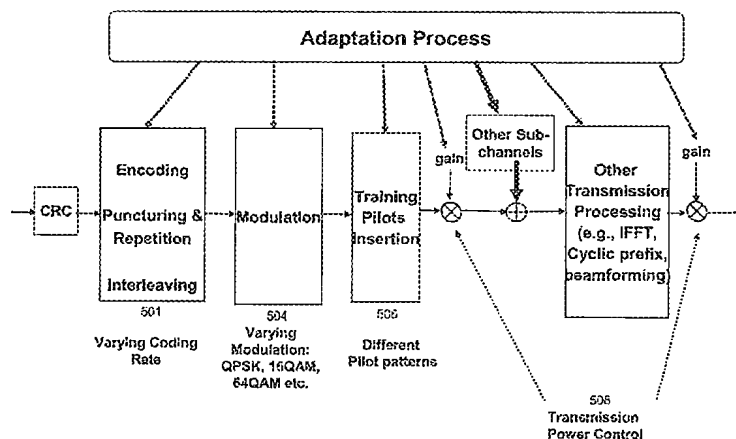 Adaptation Process
CRC
Encoding
Puncturing &
Repetition
Interleaving
501
Varying Coding
Rate
Modulation
504
Varying
Modulation:
QPSK, 16QAM,
64QAM etc.
Training
Pilots
Insertion
Different
Pilot patterns
gain
Other Sub-
channels
Other
Transmission
Processing
(e.g., IFFT,
Cyclic prefix,
beamforming)
gain
Transmission
Power Control